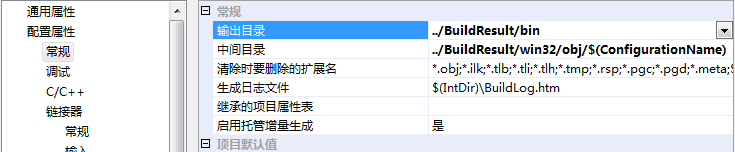 通用属性
配置属性
常规
调试
C/C++
链接器
常规
输入
常规
输出目录 ../BuildResult/bin
中间目录 ../BuildResult/win32/obj/$(ConfigurationName)
清除时要删除的扩展名 *.obj;*.ilk;*.tlb;*.tli;*.tlh;*.tmp;*.rsp;*.pgc;*.pgd;*.meta;$
生成日志文件 $(IntDir)\BuildLog.htm
继承的项目属性表
启用托管增量生成 是
项目默认值